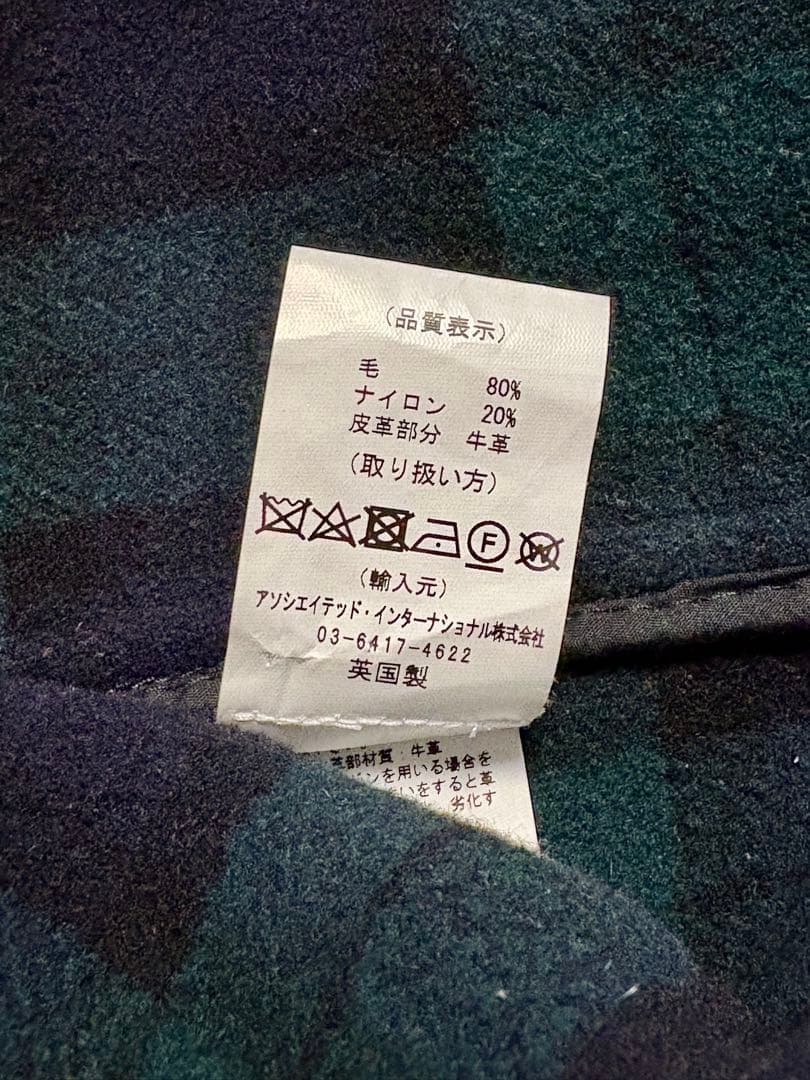 (品質表示)
毛 80%
ナイロン 20%
皮革部分 牛革
(取り扱い方)
F
W
(輸入元)
アソシエイテッド・インターナショナル株式会社
03-6417-4622
英国製
革部材質・牛革
ンを用いる場合を
いをすると革
劣化す